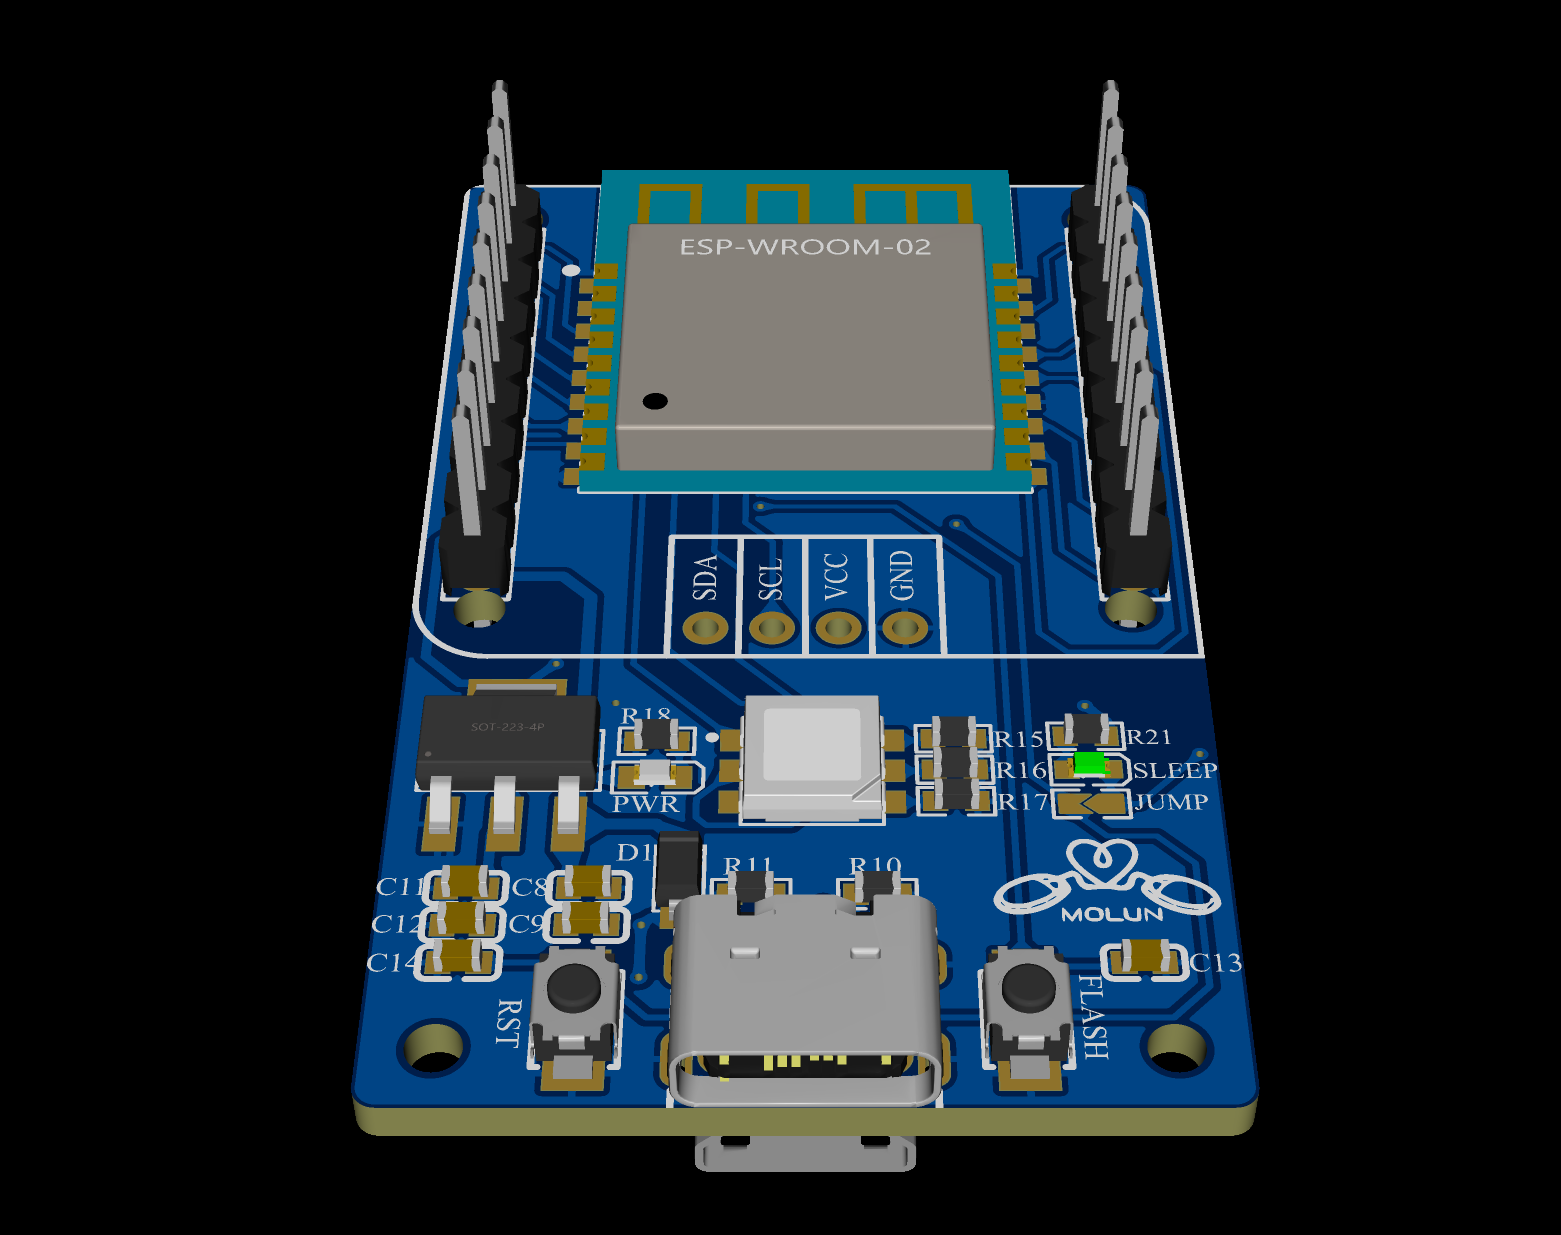 ESP-WROOM-02
SDA
SCL
VCC
GND
SOT-223-4P
R18
PWR
R15
R16
R17
R21
SLEEP
JUMP
D1
R11
R10
C11
C8
C12
C9
C14
MOLUN
C13
RST
FLASH